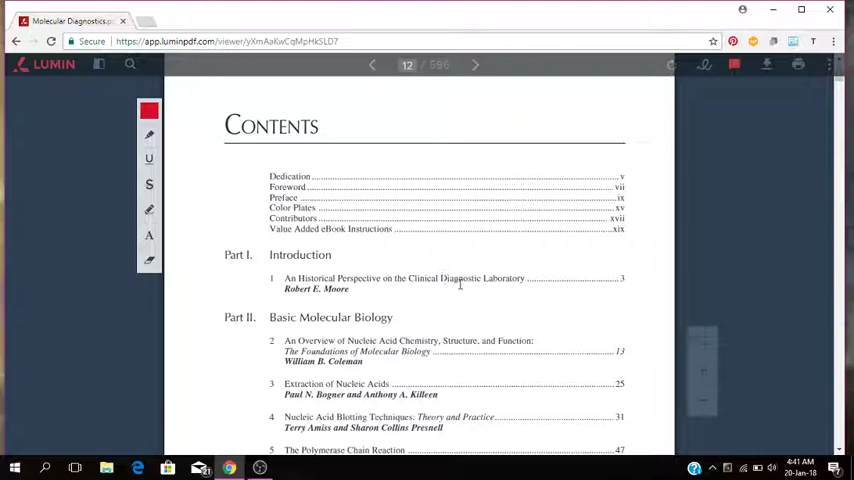 Molecular Diagnostics.p
Secure https://app.luminpdf.com/viewer/yXmAaKwCqMpHkSLD7
LUMIN
12 / 596
CONTENTS
Dedication v
Foreword vii
Preface ix
Color Plates xv
Contributors xvii
Value Added eBook Instructions xix
Part I. Introduction
1 An Historical Perspective on the Clinical Diagnostic Laboratory 3
Robert E. Moore
Part II. Basic Molecular Biology
2 An Overview of Nucleic Acid Chemistry, Structure, and Function:
The Foundations of Molecular Biology 13
William B. Coleman
3 Extraction of Nucleic Acids 25
Paul N. Bogner and Anthony A. Killeen
4 Nucleic Acid Blotting Techniques: Theory and Practice 31
Terry Amiss and Sharon Collins Presnell
5 The Polymerase Chain Reaction 47
U
S
A
T
21
4:41 AM
20-Jan-18
7